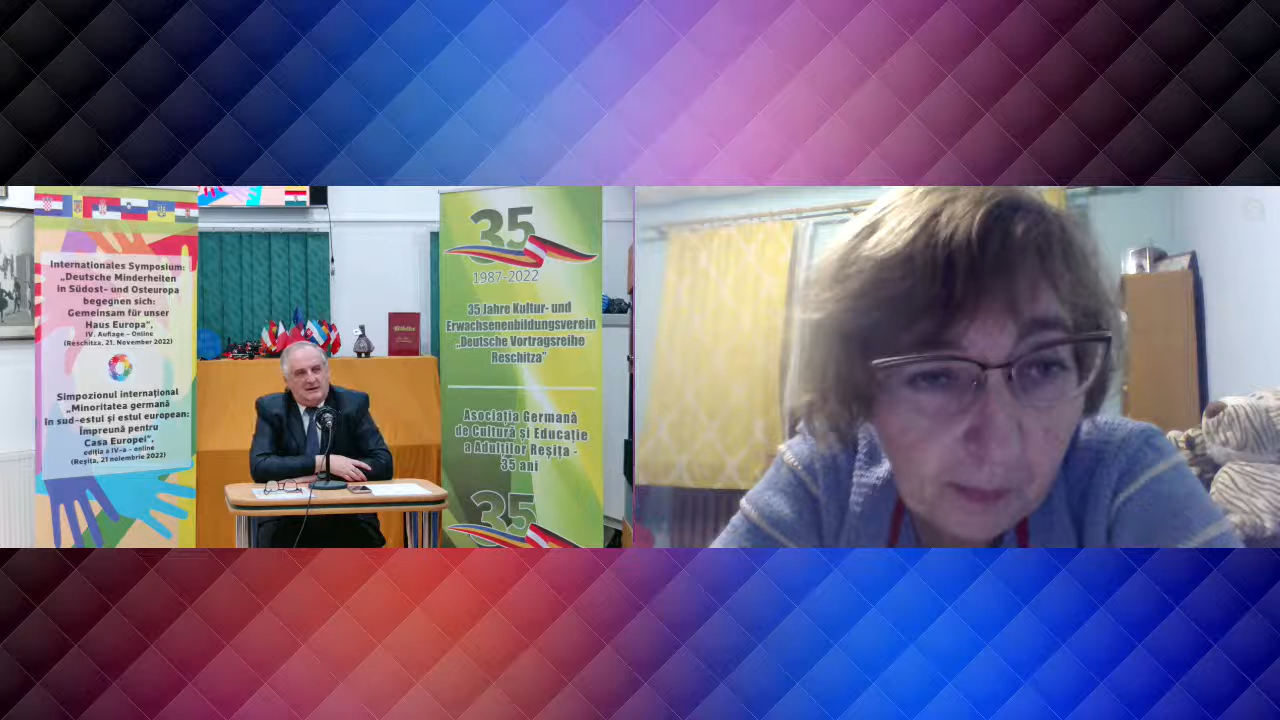 Internationales Symposium:
„Deutsche Minderheiten
in Südost- und Osteuropa
begegnen sich:
Gemeinsam für unser
Haus Europa”,
IV. Auflage - Online
(Reschitza, 21. November 2022)
Simpozionul internațional
„Minoritatea germană
în sud-estul și estul european:
Împreună pentru
Casa Europei”,
ediția a IV-a - online
(Reșița, 21 noiembrie 2022)
35
1987-2022
35 Jahre Kultur- und
Erwachsenenbildungsverein
„Deutsche Vortragsreihe
Reschitza”
Asociația Germană
de Cultură și Educație
a Adulților Reșița -
35 ani
35